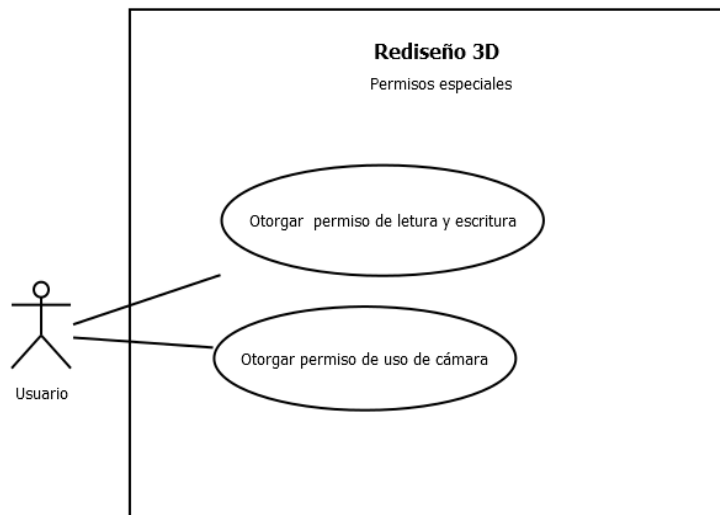 Rediseño 3D
Permisos especiales
Otorgar permiso de letura y escritura
Otorgar permiso de uso de cámara
Usuario